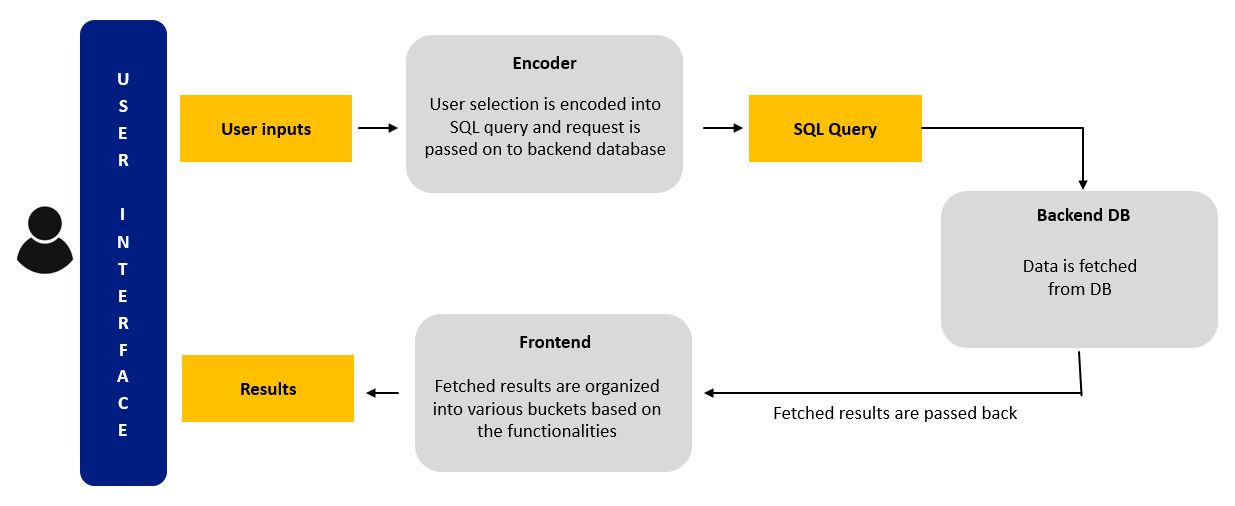 USER INTERFACE
User inputs
Encoder
User selection is encoded into
SQL query and request is
passed on to backend database
SQL Query
Backend DB
Data is fetched
from DB
Fetched results are passed back
Frontend
Fetched results are organized
into various buckets based on
the functionalities
Results